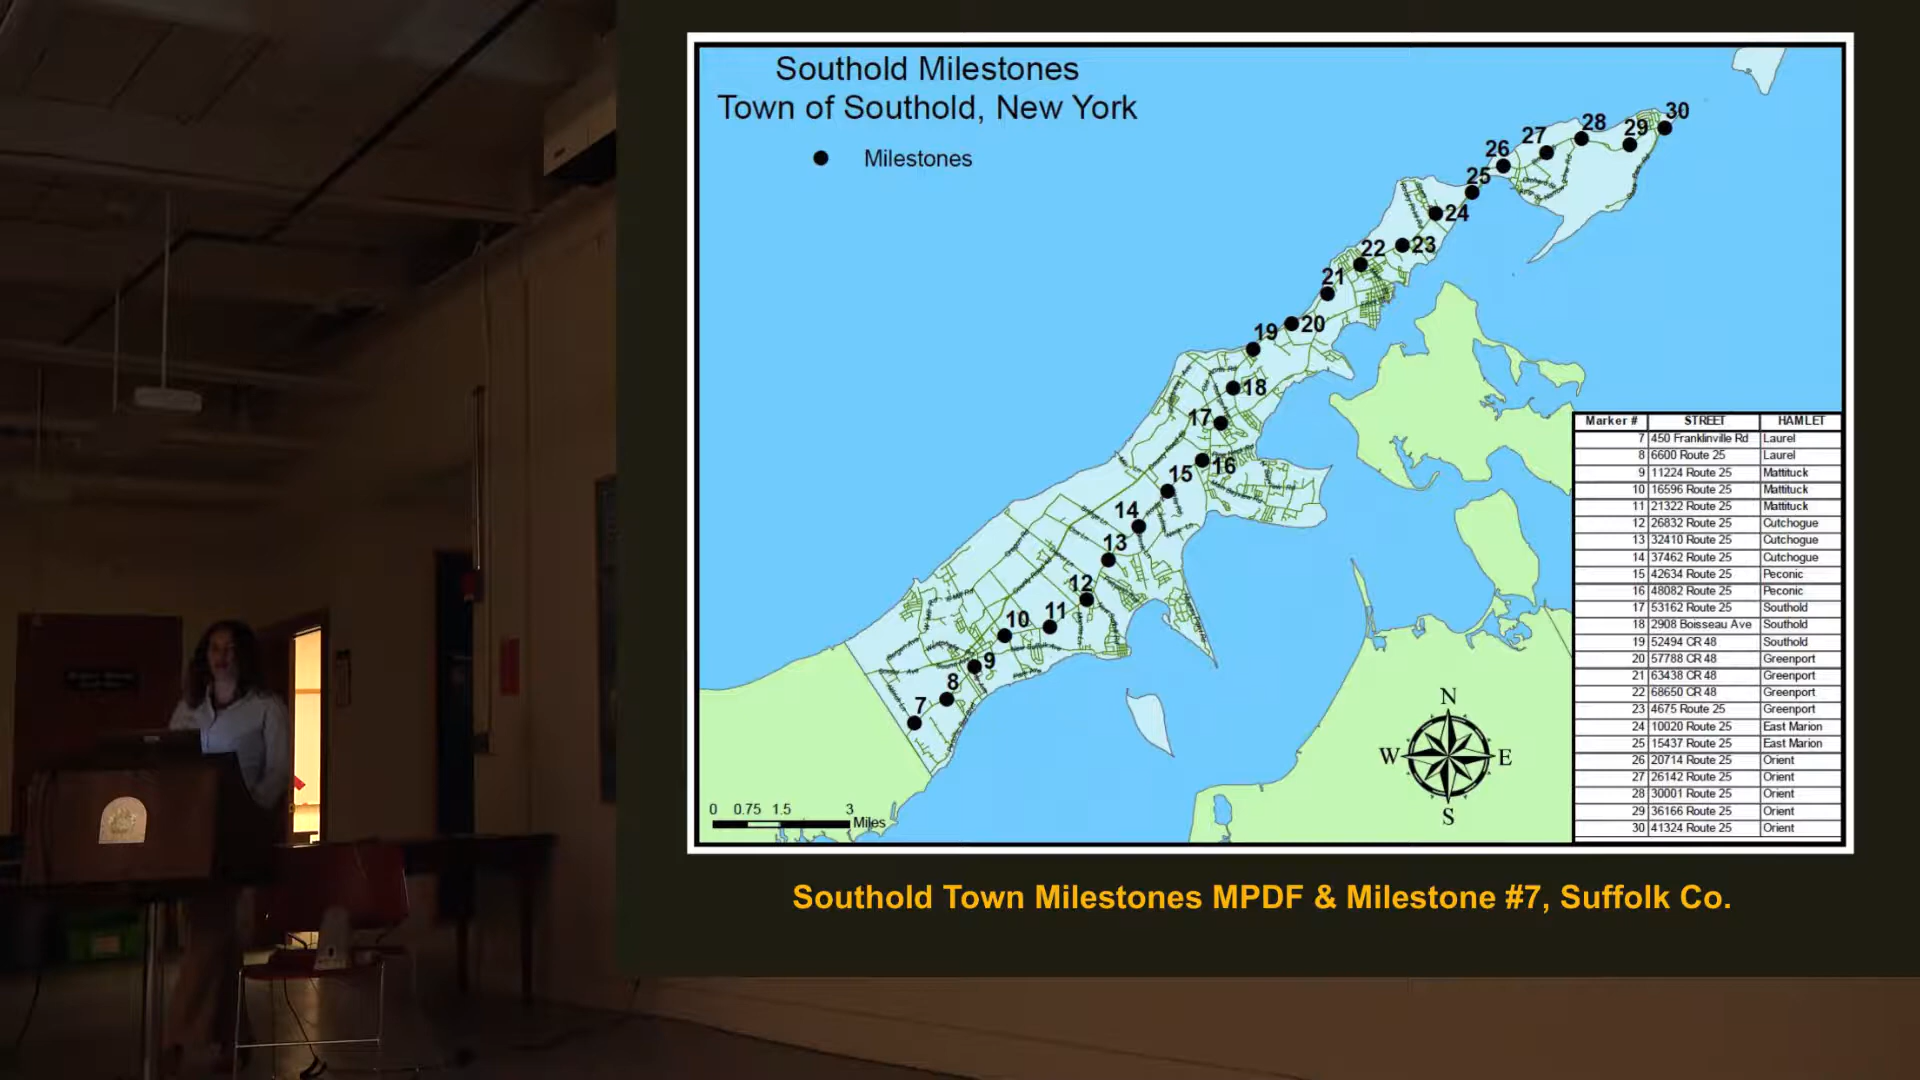 Southold Milestones
Town of Southold, New York
Milestones
30
28
29
27
26
25
24
23
22
21
20
19
18
17
16
15
14
13
12
11
10
9
8
7
Marker # STREET HAMLET
7 450 Franklinville Rd Laurel
8 6600 Route 25 Laurel
9 11224 Route 25 Mattituck
10 16596 Route 25 Mattituck
11 21322 Route 25 Mattituck
12 26832 Route 25 Cutchogue
13 32410 Route 25 Cutchogue
14 37462 Route 25 Cutchogue
15 42634 Route 25 Peconic
16 48082 Route 25 Peconic
17 53162 Route 25 Southold
18 2908 Boisseau Ave Southold
19 52494 CR 48 Southold
20 57788 CR 48 Greenport
21 63438 CR 48 Greenport
22 68650 CR 48 Greenport
23 4675 Route 25 Greenport
24 10020 Route 25 East Marion
25 15437 Route 25 East Marion
26 20714 Route 25 Orient
27 26142 Route 25 Orient
28 30001 Route 25 Orient
29 36166 Route 25 Orient
30 41324 Route 25 Orient
N
W E
S
0 0.75 1.5 3
Miles
Southold Town Milestones MPDF & Milestone #7, Suffolk Co.